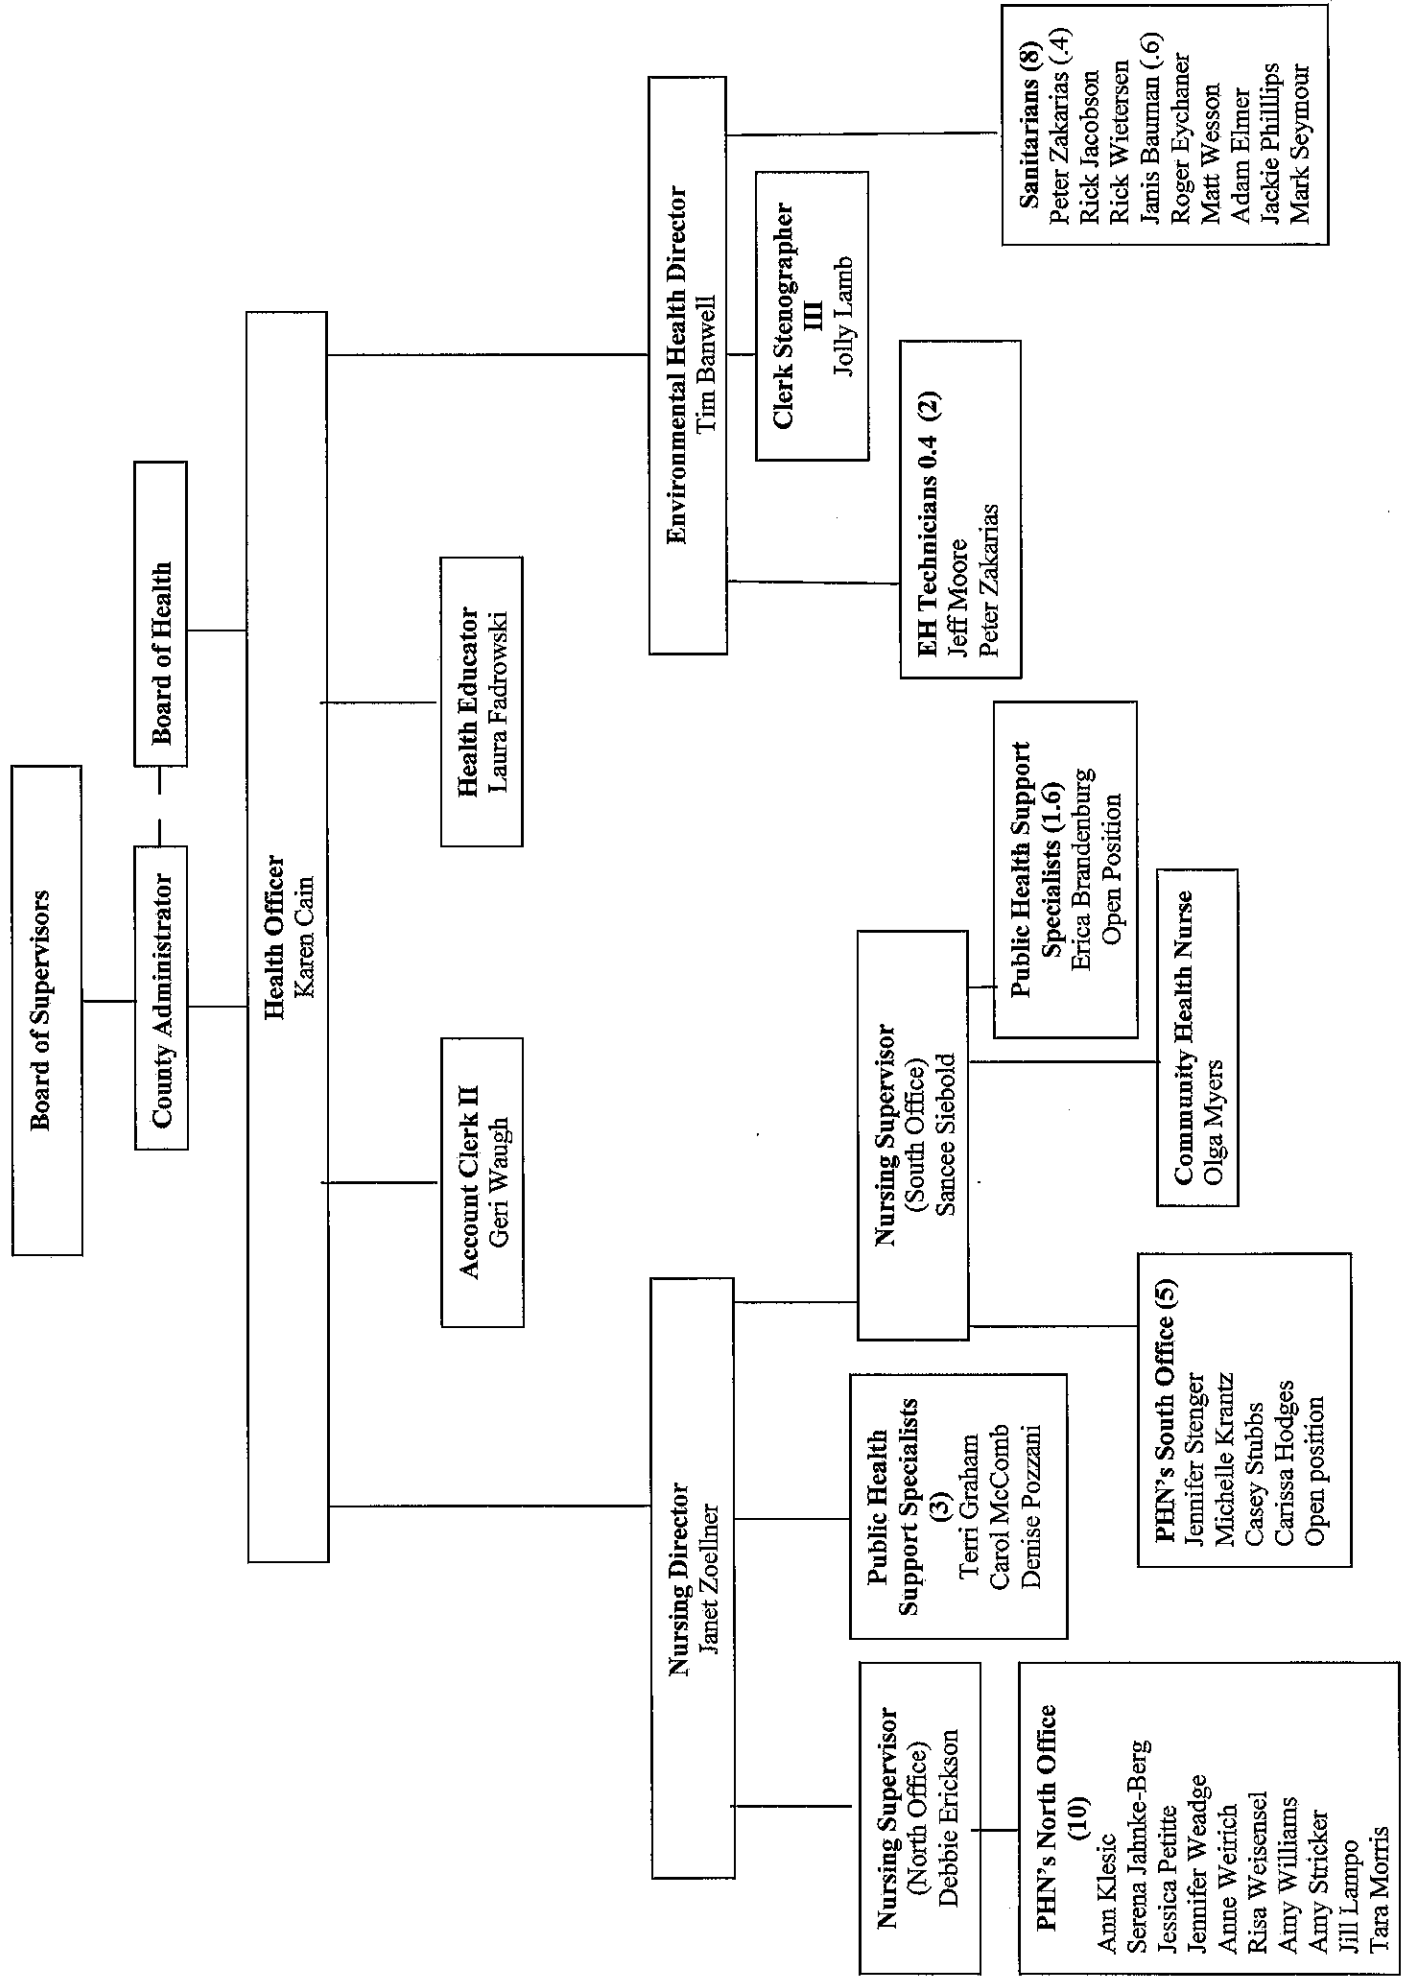 Board of Supervisors
County Administrator
Board of Health
Health Officer
Karen Cain
Account Clerk II
Geri Waugh
Health Educator
Laura Fadrowski
Nursing Director
Janet Zoellner
Environmental Health Director
Tim Banwell
Nursing Supervisor
(North Office)
Debbie Erickson
Public Health
Support Specialists
(3)
Terri Graham
Carol McComb
Denise Pozzani
Nursing Supervisor
(South Office)
Sancee Siebold
Clerk Stenographer
III
Jolly Lamb
PHN's North Office
(10)
Ann Klesic
Serena Jahnke-Berg
Jessica Petitte
Jennifer Weadge
Anne Weirich
Risa Weisensel
Amy Williams
Amy Stricker
Jill Lampo
Tara Morris
PHN's South Office (5)
Jennifer Stenger
Michelle Krantz
Casey Stubbs
Carissa Hodges
Open position
Community Health Nurse
Olga Myers
Public Health Support
Specialists (1.6)
Erica Brandenburg
Open Position
EH Technicians 0.4 (2)
Jeff Moore
Peter Zakarias
Sanitarians (8)
Peter Zakarias (.4)
Rick Jacobson
Rick Wietersen
Janis Bauman (.6)
Roger Eychaner
Matt Wesson
Adam Elmer
Jackie Philllips
Mark Seymour